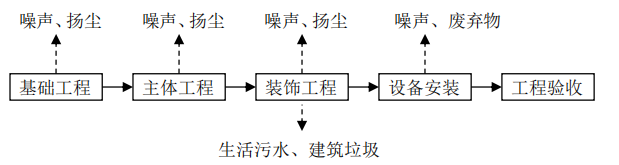 噪声、扬尘 噪声、扬尘 噪声、扬尘 噪声、废弃物
基础工程 主体工程 装饰工程 设备安装 工程验收
生活污水、建筑垃圾